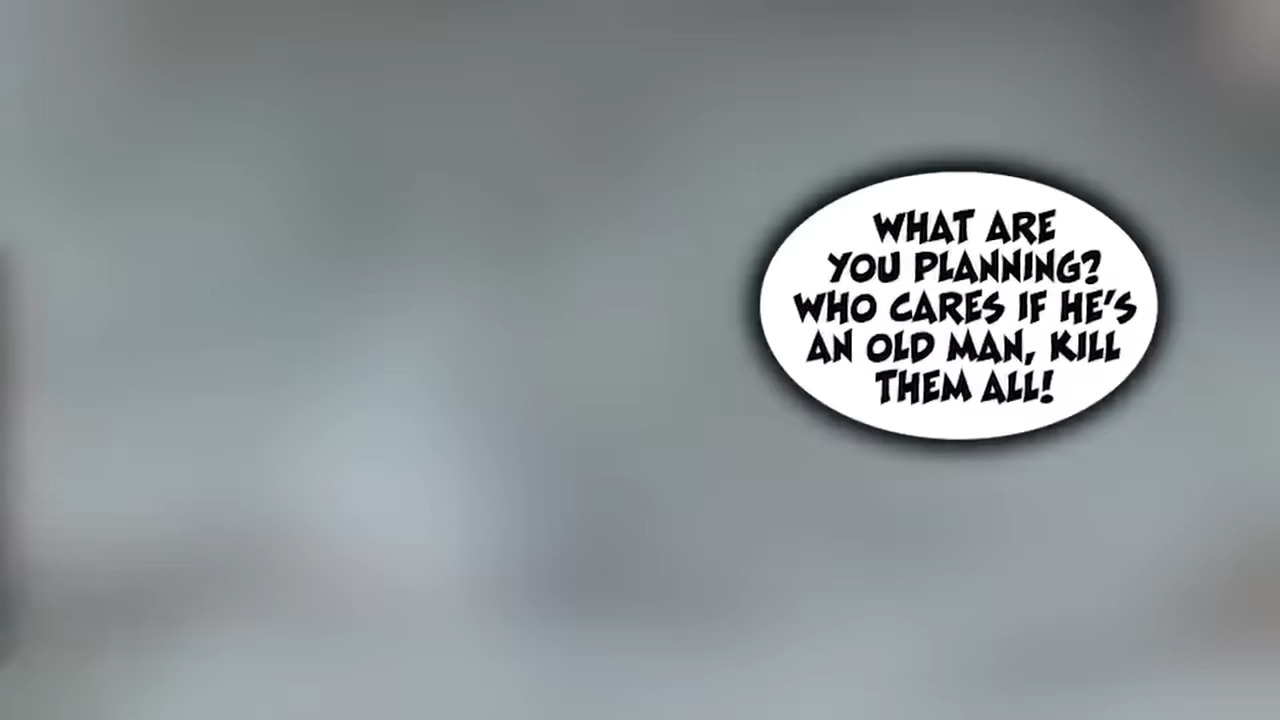 WHAT ARE
YOU PLANNING?
WHO CARES IF HE'S
AN OLD MAN, KILL
THEM ALL!